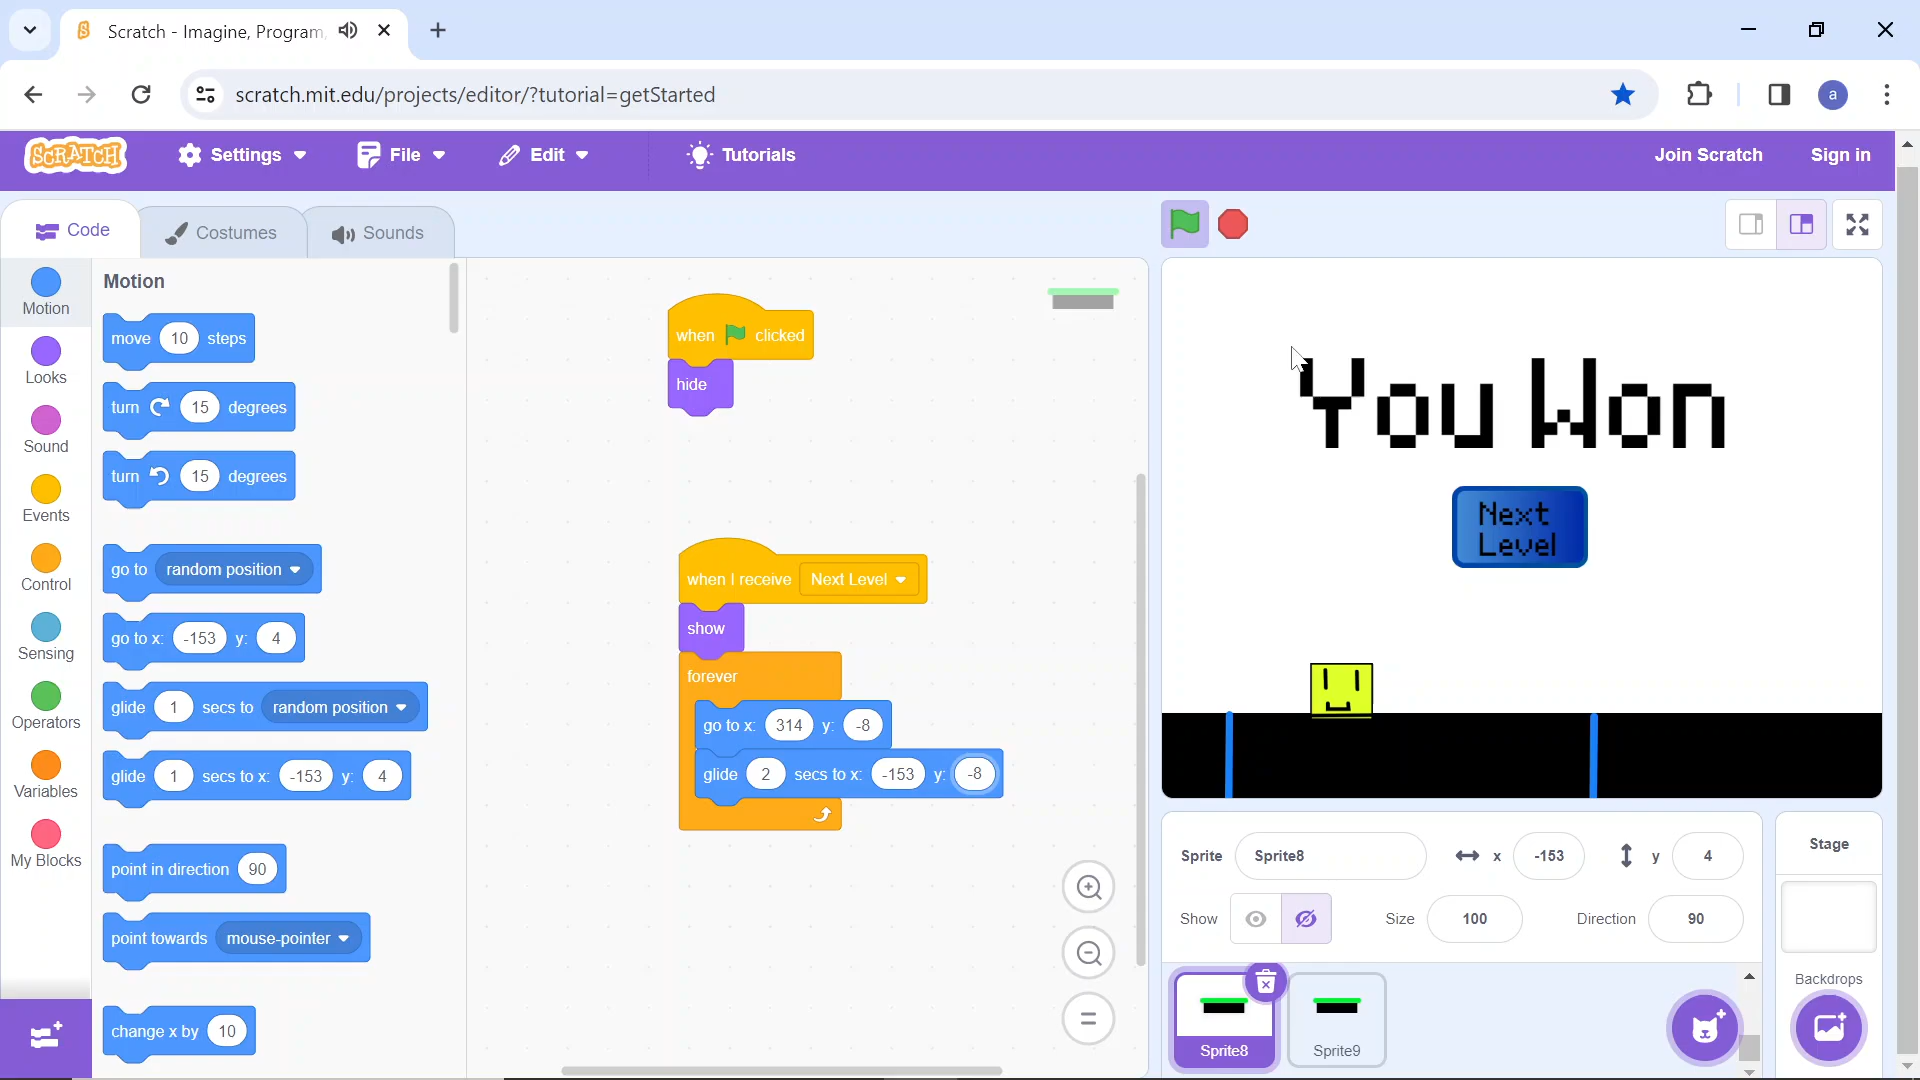 Scratch - Imagine, Program,
scratch.mit.edu/projects/editor/?tutorial=getStarted
a
SCRATCH
Settings
File
Edit
Tutorials
Join Scratch
Sign in
Code
Costumes
Sounds
Motion
Looks
Sound
Events
Control
Sensing
Operators
Variables
My Blocks
Motion
move 10 steps
turn 15 degrees
turn 15 degrees
go to random position
go to x: -153 y: 4
glide 1 secs to random position
glide 1 secs to x: -153 y: 4
point in direction 90
point towards mouse-pointer
change x by 10
when clicked
hide
when I receive Next Level
show
forever
go to x: 314 y: -8
glide 2 secs to x: -153 y: -8
You Won
Next
Level
Sprite Sprite8 x -153 y 4
Show Size 100 Direction 90
Sprite8
Sprite9
Stage
Backdrops